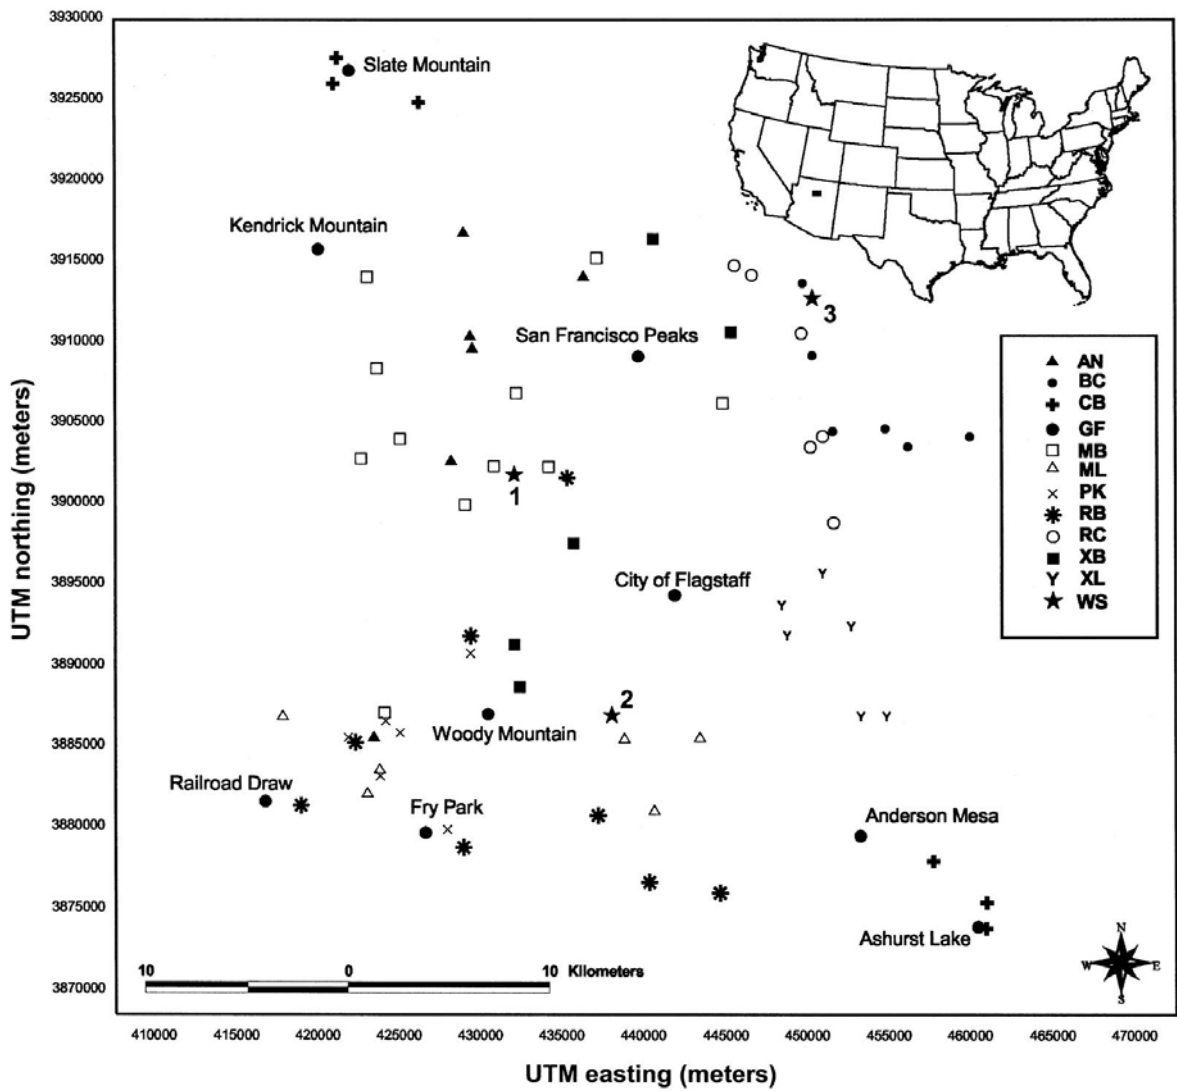 3930000
Slate Mountain
3925000
3920000
Kendrick Mountain
3915000
3
San Francisco Peaks
3910000
AN
BC
CB
GF
MB
ML
PK
RB
RC
XB
XL
WS
UTM northing (meters)
3905000
1
3900000
3895000
City of Flagstaff
3890000
2
Woody Mountain
3885000
Railroad Draw
Fry Park
3880000
Anderson Mesa
3875000
Ashurst Lake
N
W E
S
10 0 10 Kilometers
3870000
410000 415000 420000 425000 430000 435000 440000 445000 450000 455000 460000 465000 470000
UTM easting (meters)